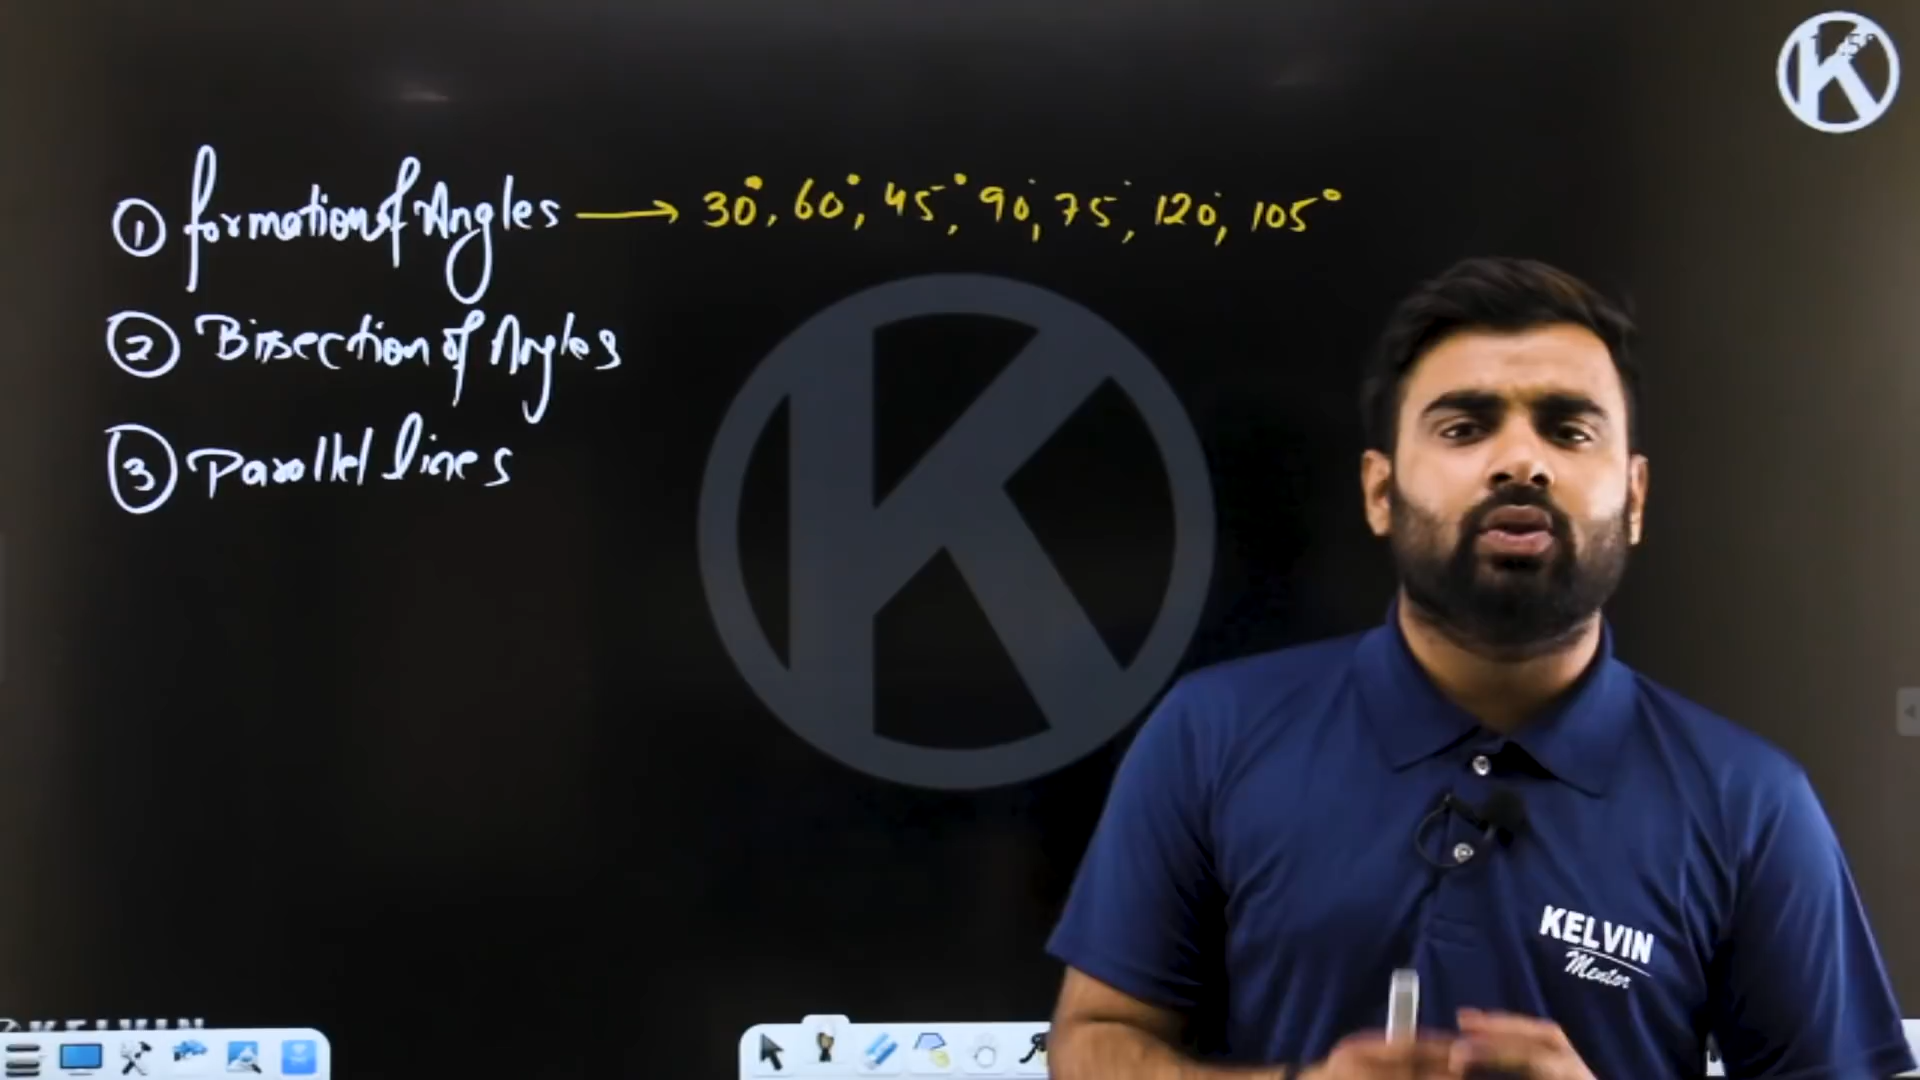 ① formation of Angles → 30°, 60°, 45°, 90°, 75°, 120°, 105°
② Bisection of Angles
③ Parallel lines
K
K
KELVIN
Mentor
KELVIN